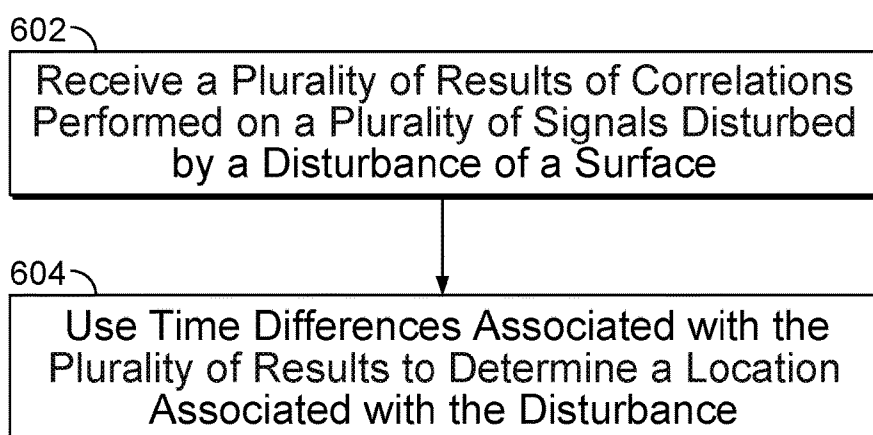 602
Receive a Plurality of Results of Correlations
Performed on a Plurality of Signals Disturbed
by a Disturbance of a Surface
604
Use Time Differences Associated with the
Plurality of Results to Determine a Location
Associated with the Disturbance